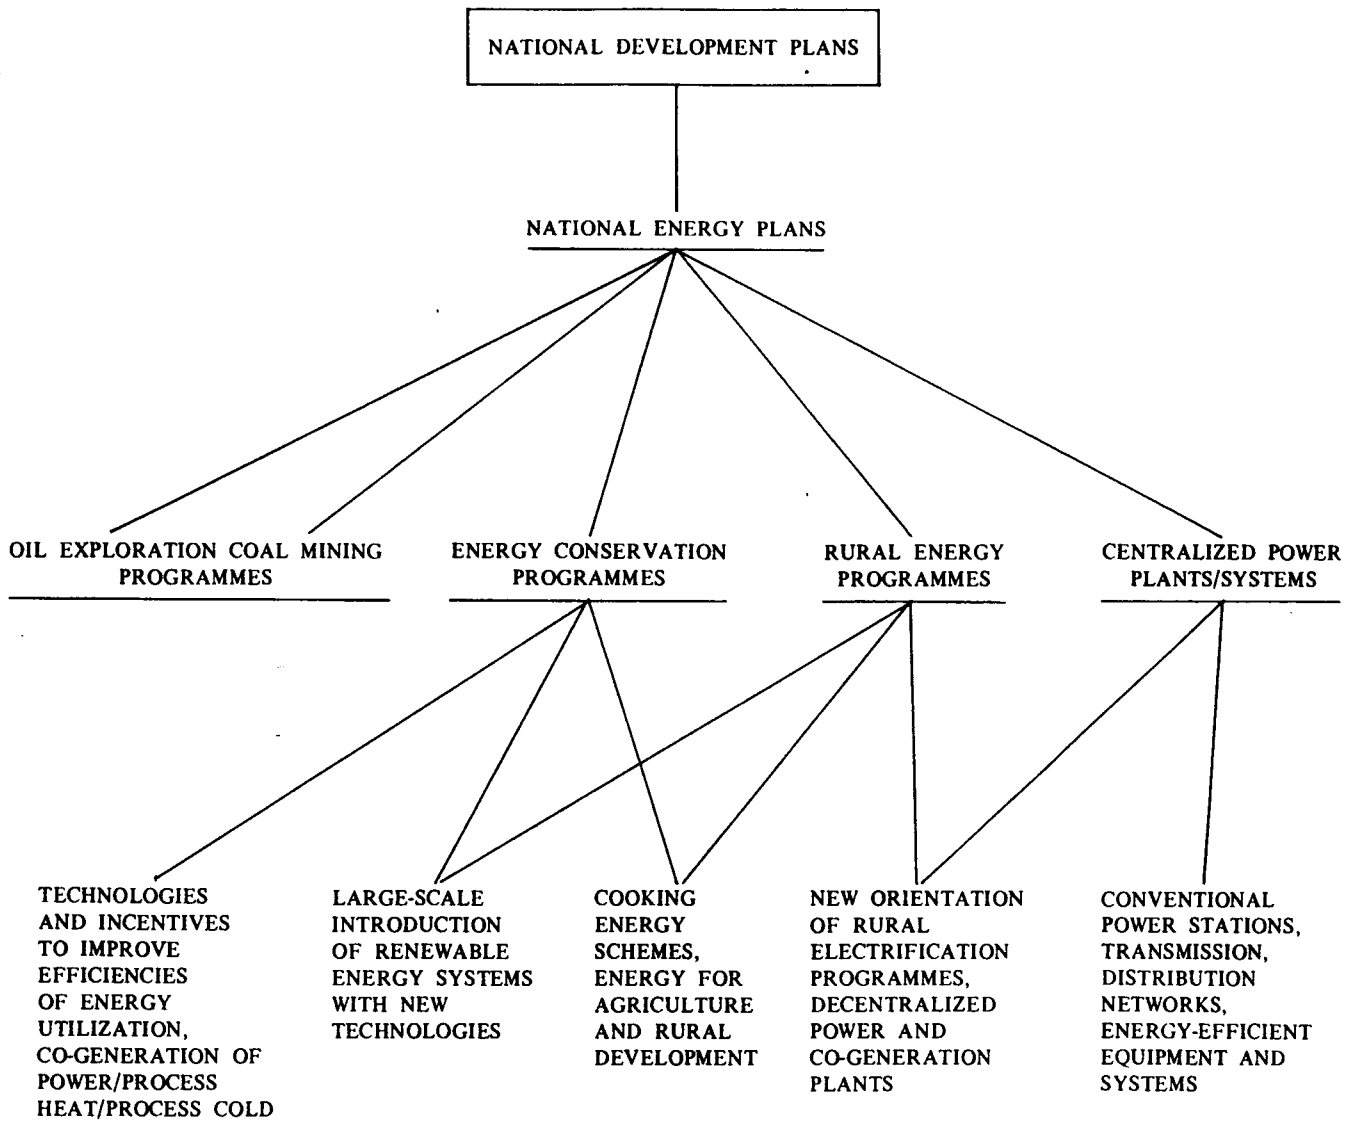 NATIONAL DEVELOPMENT PLANS
NATIONAL ENERGY PLANS
OIL EXPLORATION COAL MINING
PROGRAMMES
ENERGY CONSERVATION
PROGRAMMES
RURAL ENERGY
PROGRAMMES
CENTRALIZED POWER
PLANTS/SYSTEMS
TECHNOLOGIES
AND INCENTIVES
TO IMPROVE
EFFICIENCIES
OF ENERGY
UTILIZATION,
CO-GENERATION OF
POWER/PROCESS
HEAT/PROCESS COLD
LARGE-SCALE
INTRODUCTION
OF RENEWABLE
ENERGY SYSTEMS
WITH NEW
TECHNOLOGIES
COOKING
ENERGY
SCHEMES,
ENERGY FOR
AGRICULTURE
AND RURAL
DEVELOPMENT
NEW ORIENTATION
OF RURAL
ELECTRIFICATION
PROGRAMMES,
DECENTRALIZED
POWER AND
CO-GENERATION
PLANTS
CONVENTIONAL
POWER STATIONS,
TRANSMISSION,
DISTRIBUTION
NETWORKS,
ENERGY-EFFICIENT
EQUIPMENT AND
SYSTEMS